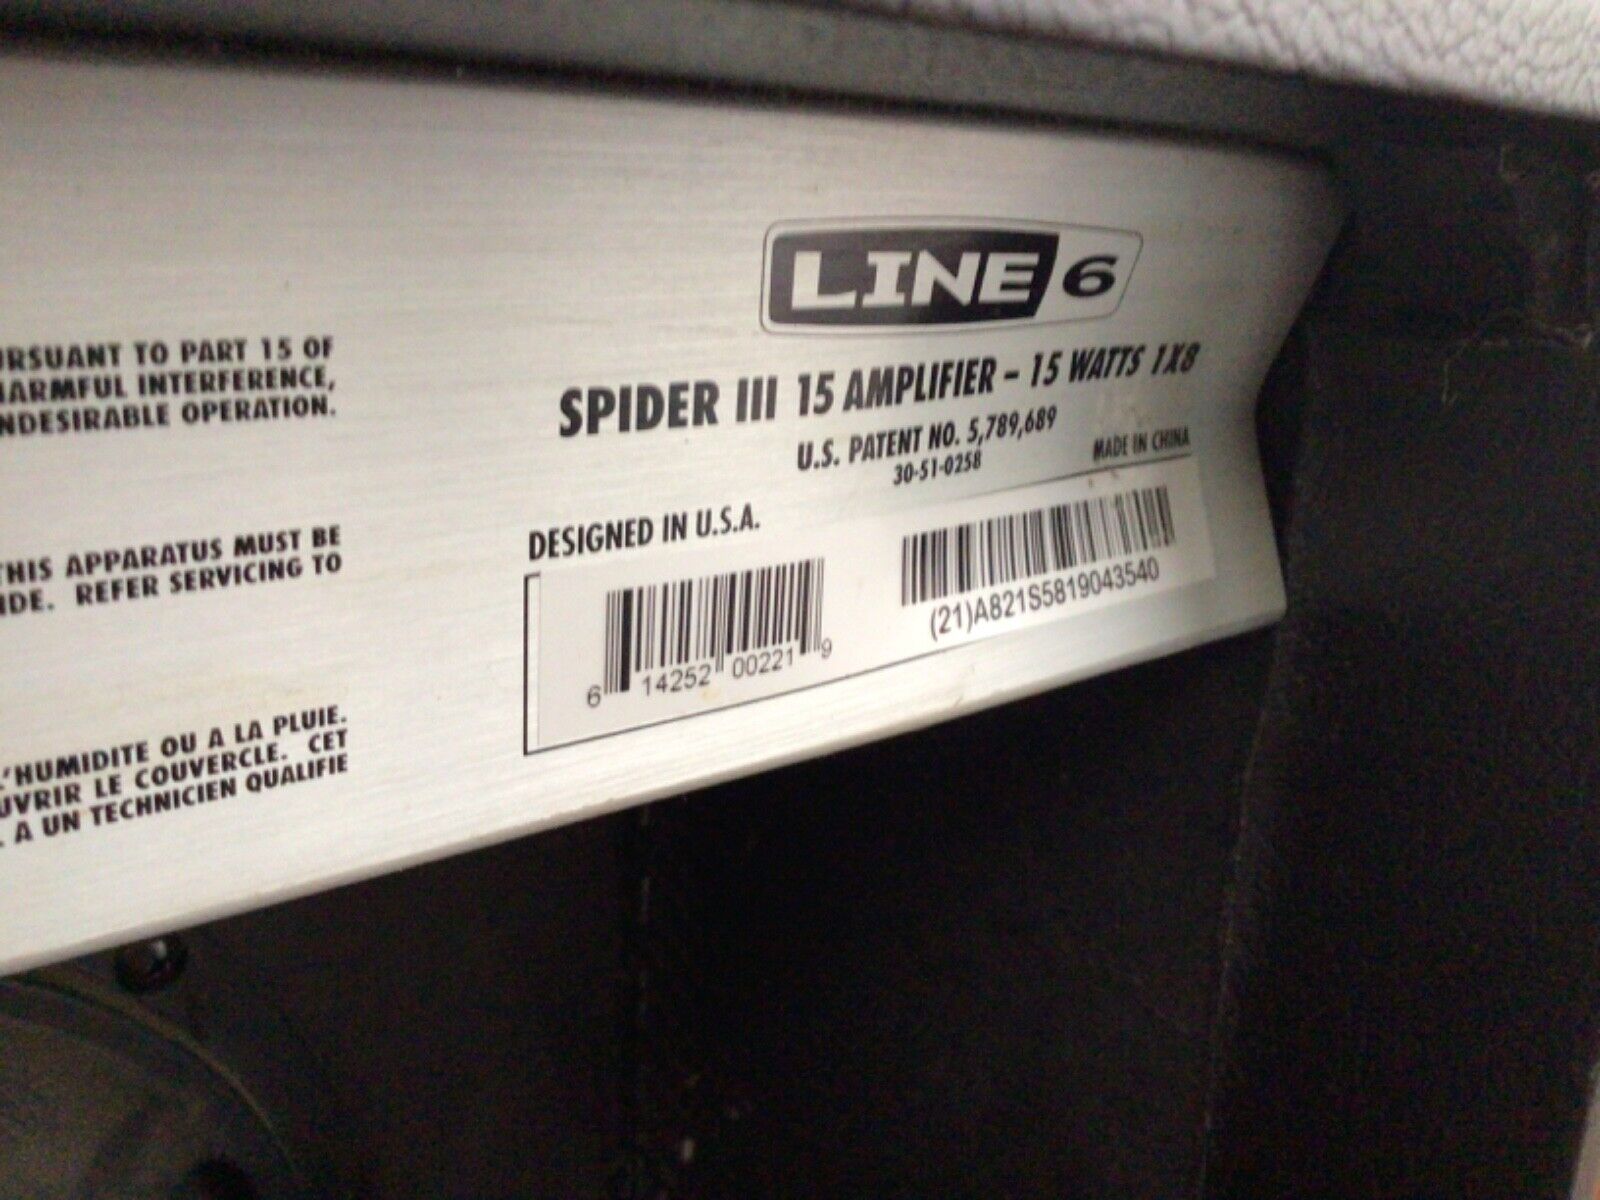 URSUANT TO PART 15 OF
HARMFUL INTERFERENCE,
NDESIRABLE OPERATION.
THIS APPARATUS MUST BE
IDE. REFER SERVICING TO
L'HUMIDITE OU A LA PLUIE.
UVRIR LE COUVERCLE. CET
A UN TECHNICIEN QUALIFIE
LINE 6
SPIDER III 15 AMPLIFIER - 15 WATTS 1X8
U.S. PATENT NO. 5,789,689
30-51-0258
MADE IN CHINA
DESIGNED IN U.S.A.
6 14252 00221 9
(21)A821S5819043540